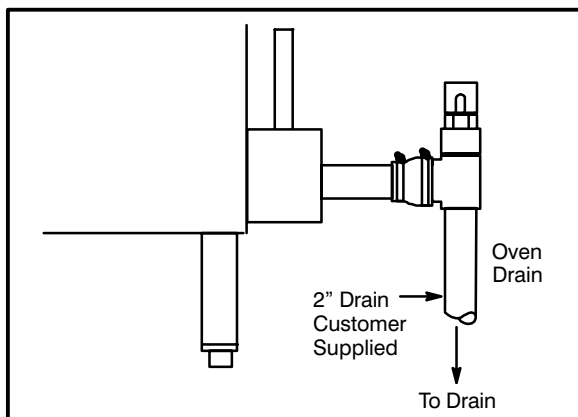 Oven
Drain
2” Drain
Customer
Supplied
To Drain